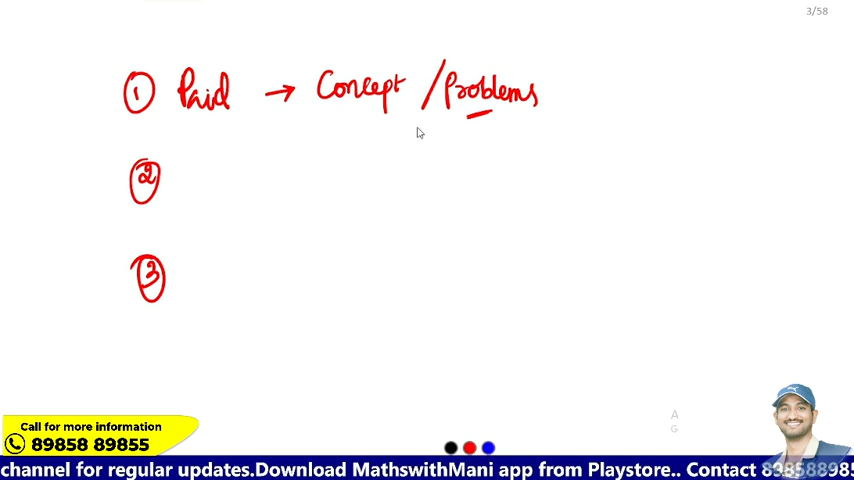 3/58
① Paid → Concept / Problems
②
③
A
G
Call for more information
89858 89855
channel for regular updates.Download MathswithMani app from Playstore.. Contact 898588985